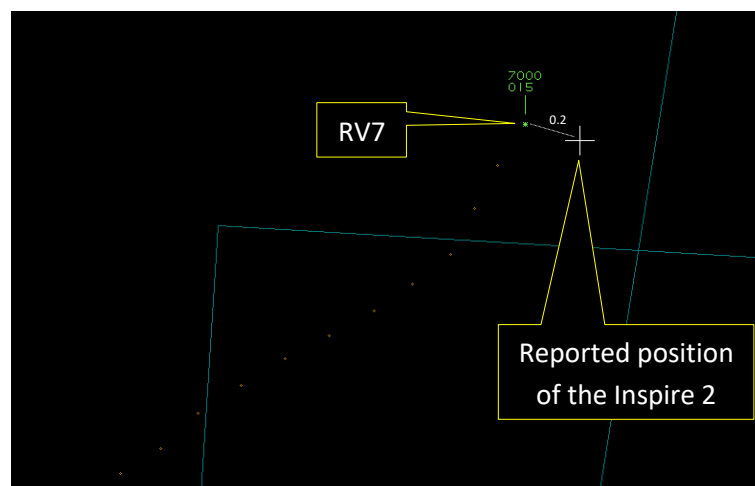 7000
015
0.2
RV7
Reported position
of the Inspire 2